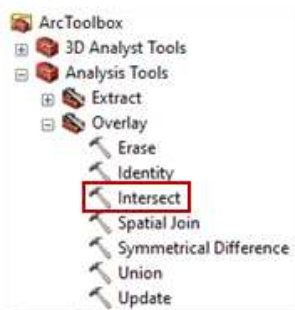 ArcToolbox
3D Analyst Tools
Analysis Tools
Extract
Overlay
Erase
Identity
Intersect
Spatial Join
Symmetrical Difference
Union
Update